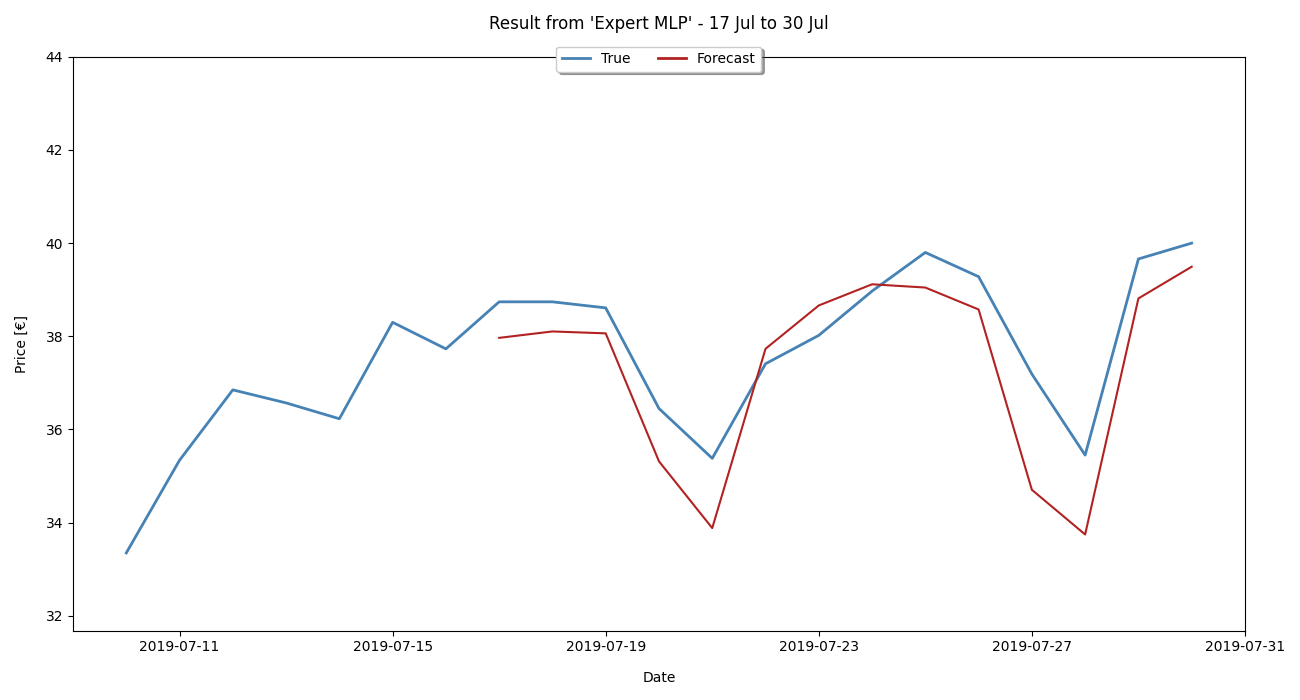 Result from 'Expert MLP' - 17 Jul to 30 Jul
True Forecast
Price [€]
44
42
40
38
36
34
32
2019-07-11 2019-07-15 2019-07-19 2019-07-23 2019-07-27 2019-07-31
Date